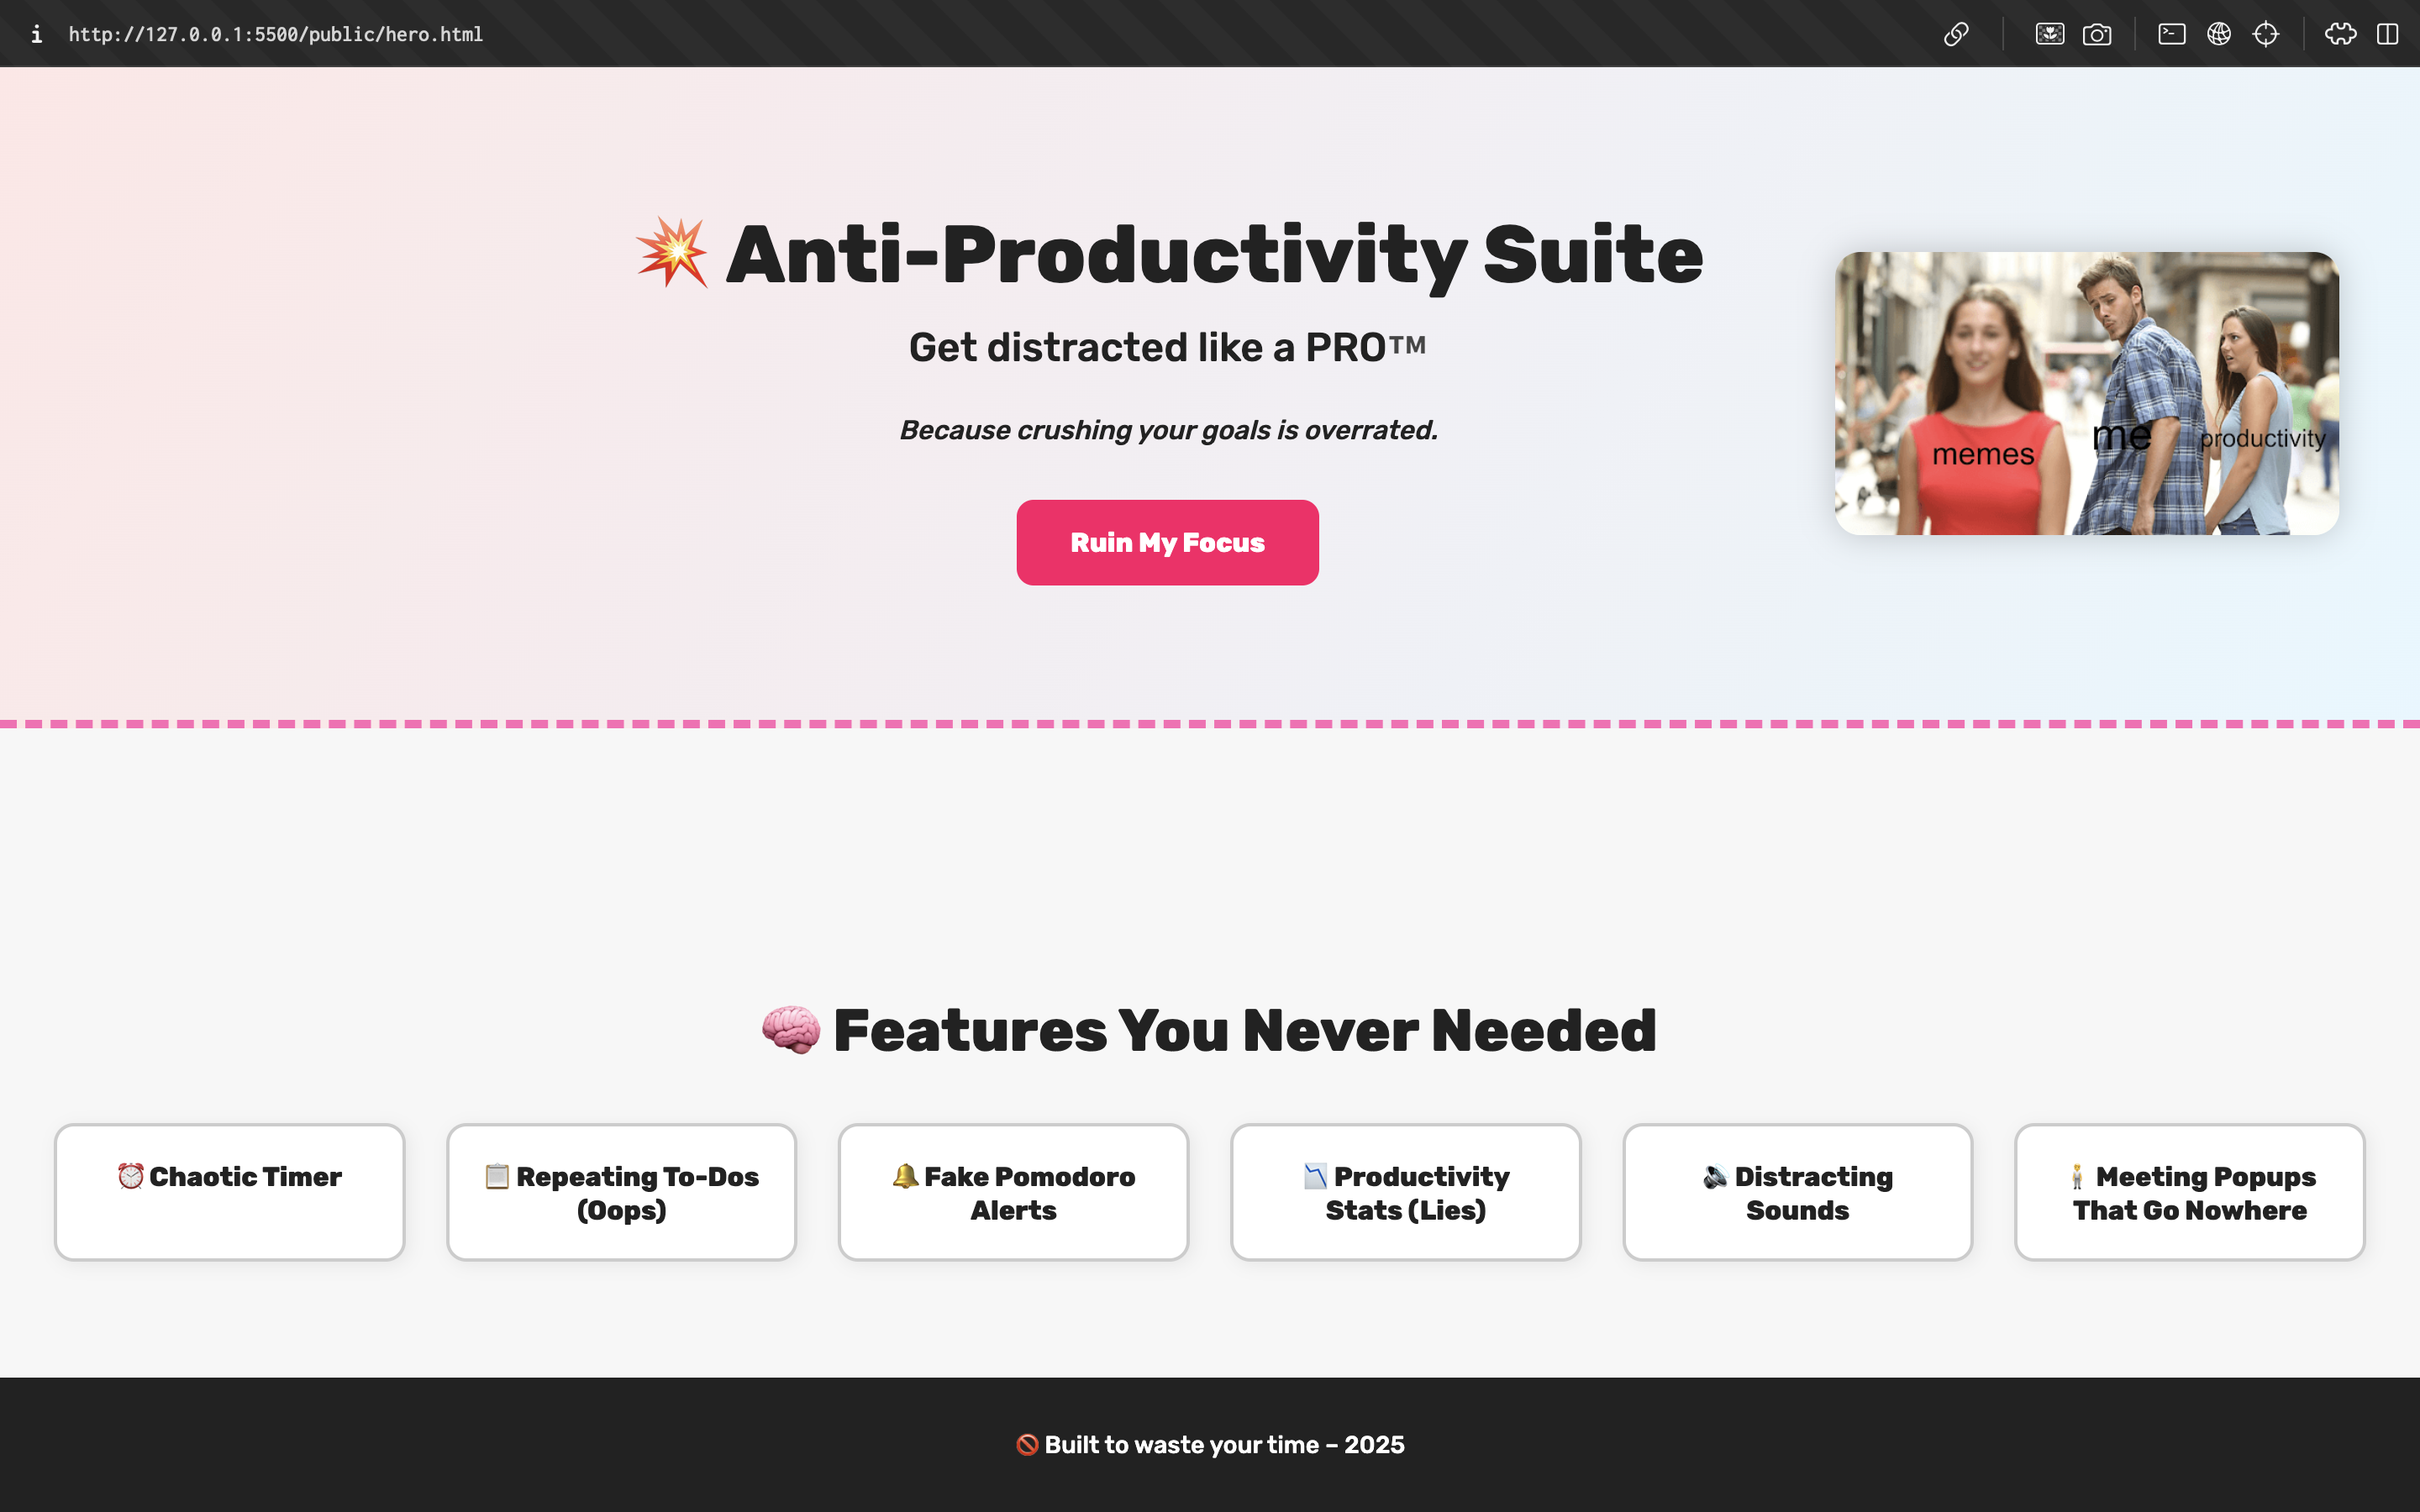 i http://127.0.0.1:5500/public/hero.html
💥 Anti-Productivity Suite
Get distracted like a PRO™
Because crushing your goals is overrated.
Ruin My Focus
memes
me
productivity
🧠 Features You Never Needed
⏰ Chaotic Timer
📋 Repeating To-Dos
(Oops)
🔔 Fake Pomodoro
Alerts
📉 Productivity
Stats (Lies)
🔊 Distracting
Sounds
🕴️ Meeting Popups
That Go Nowhere
🚫 Built to waste your time – 2025